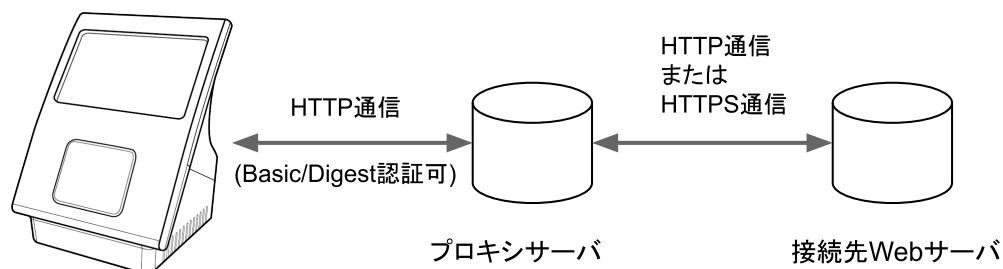 HTTP通信
(Basic/Digest認証可)
プロキシサーバ
HTTP通信
または
HTTPS通信
接続先Webサーバ